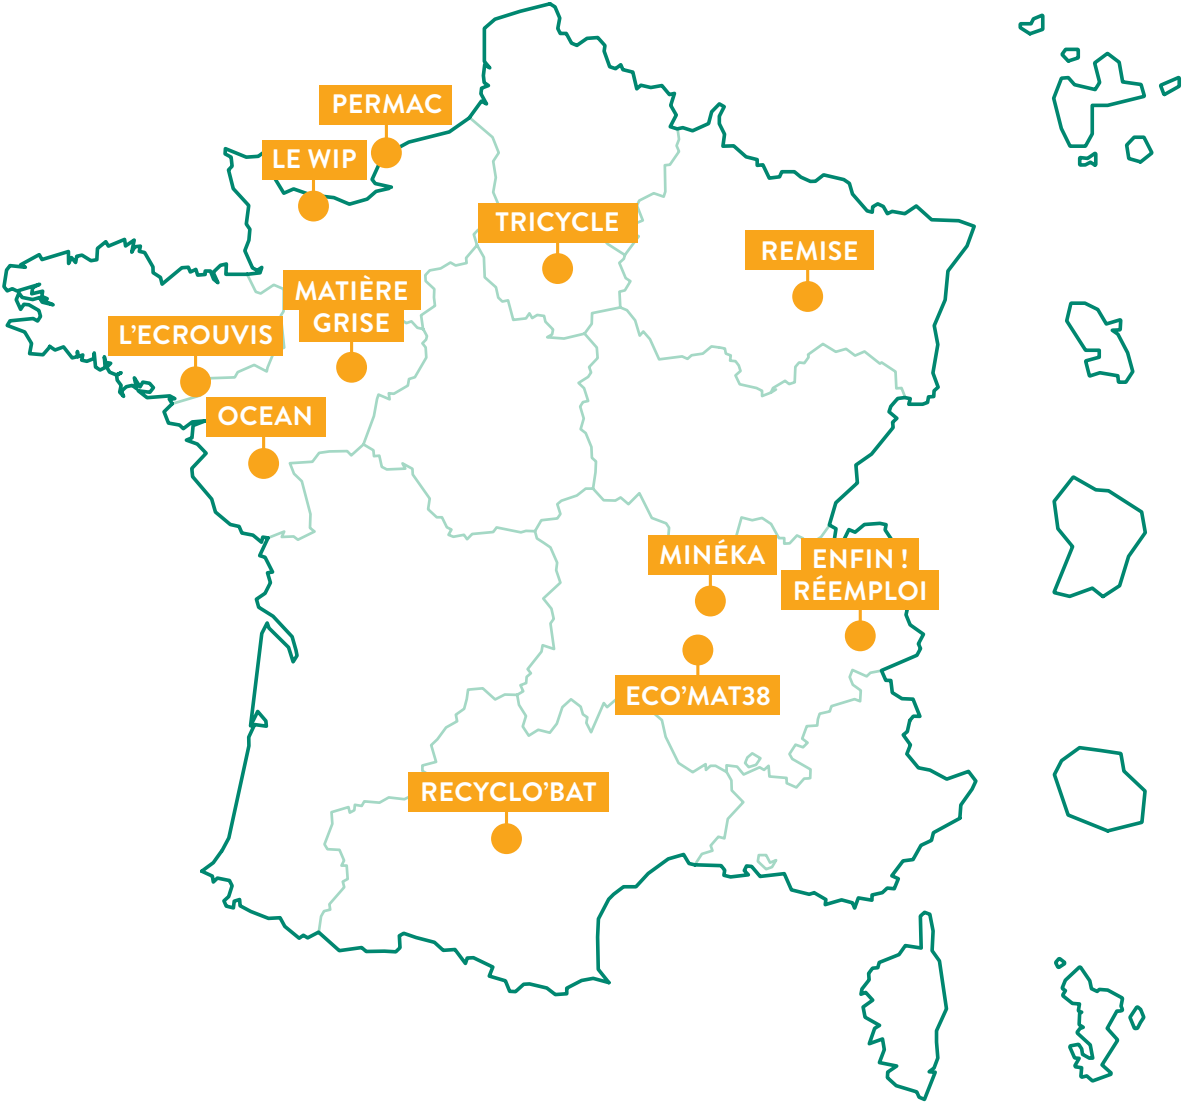 PERMAC
LE WIP
TRICYCLE
REMISE
MATIÈRE
GRISE
L'ECROUVIS
OCEAN
MINÉKA
ENFIN !
RÉEMPLOI
ECO'MAT38
RECYCLO'BAT